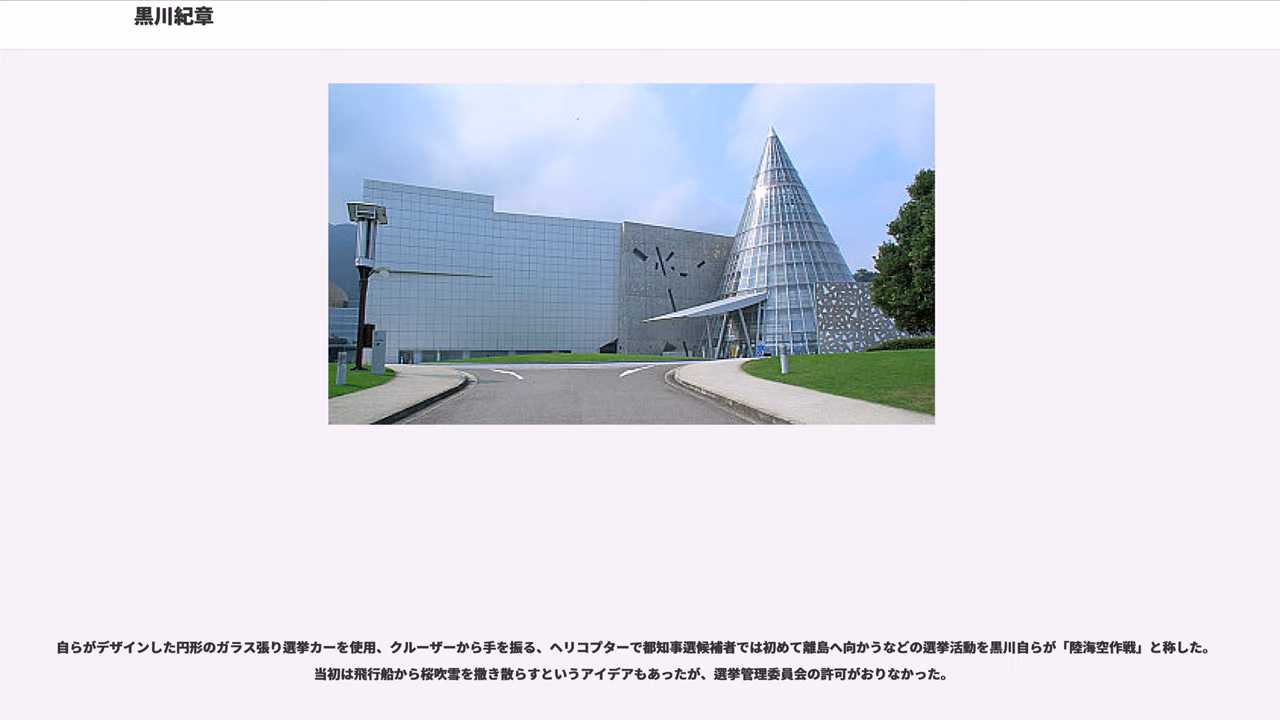 黒川紀章
自らがデザインした円形のガラス張り選挙カーを使用、クルーザーから手を振る、ヘリコプターで都知事選候補者では初めて離島へ向かうなどの選挙活動を黒川自らが「陸海空作戦」と称した。
当初は飛行船から桜吹雪を撒き散らすというアイデアもあったが、選挙管理委員会の許可がおりなかった。